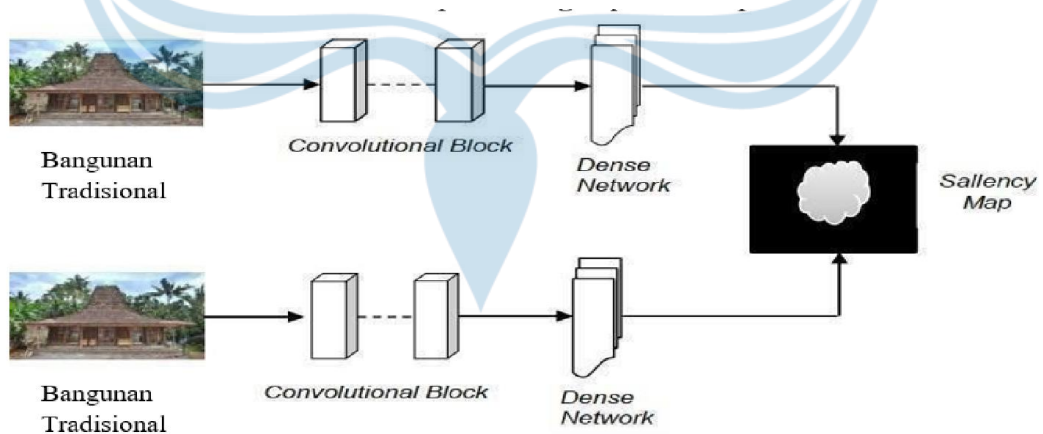 Convolutional Block
Bangunan
Tradisional
Dense
Network
Sallency
Map
Bangunan
Tradisional
Convolutional Block
Dense
Network